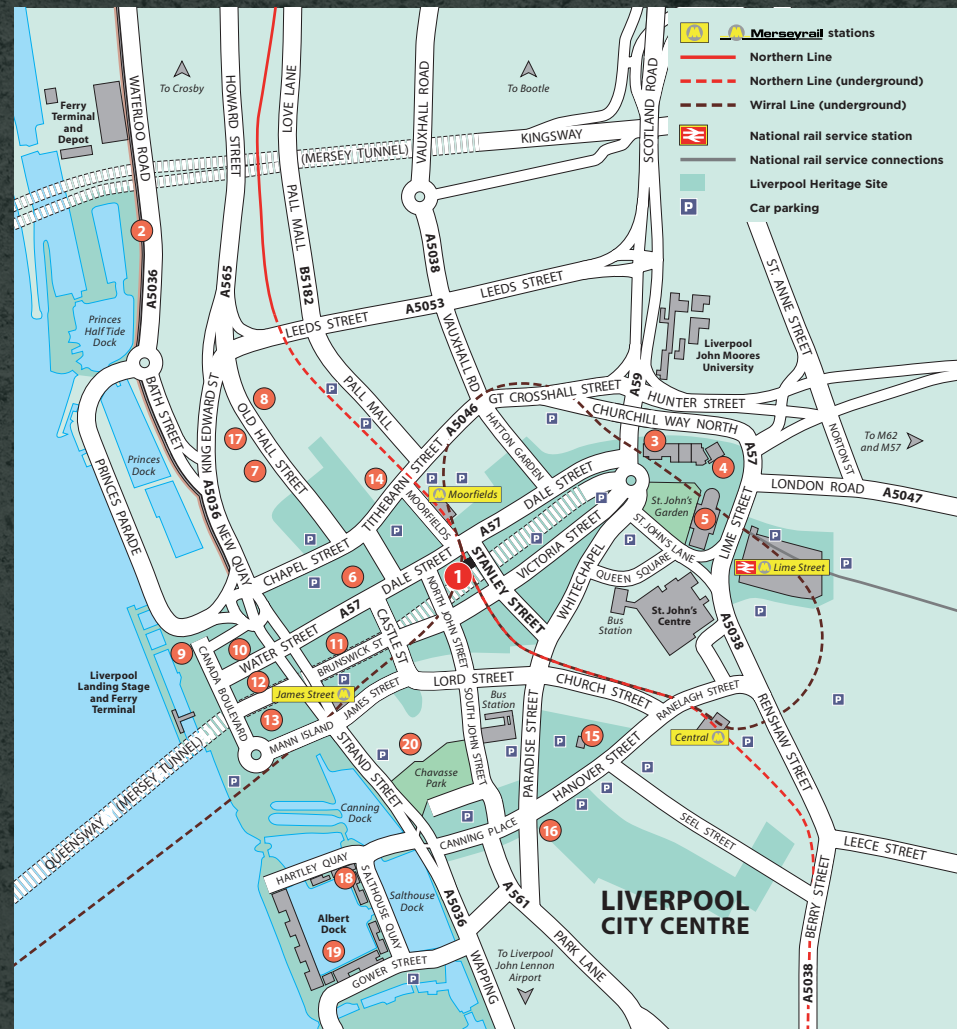 Merseyrail stations
Northern Line
Northern Line (underground)
Wirral Line (underground)
National rail service station
National rail service connections
Liverpool Heritage Site
P
Car parking
To Crosby
To Bootle
Ferry
Terminal
and
Depot
WATERLOO ROAD
HOWARD STREET
LOVE LANE
VAUXHALL ROAD
SCOTLAND ROAD
(MERSEY TUNNEL)
KINGSWAY
PALL MALL
2
A5036
A565
B5182
A5038
ST. ANNE STREET
LEEDS STREET
A5053
LEEDS STREET
Princes
Half Tide
Dock
VAUXHALL RD
Liverpool
John Moores
University
A59
BATH STREET
KING EDWARD ST
P
PALL MALL
8
P
A5046
GT CROSSHALL STREET
HUNTER STREET
CHURCHILL WAY NORTH
P
HATTON GARDEN
OLD HALL STREET
17
7
3
4
A57
NORTON ST
To M62
and M57
PRINCES PARADE
Princes
Dock
A5036
14
TITHEBARN STREET
P
P
Moorfields
MOORFIELDS
DALE STREET
A57
P
St. John's
Garden
5
LIME STREET
LONDON ROAD
A5047
NEW QUAY
P
P
P
VICTORIA STREET
P
ST.JOHN'S LANE
P
CHAPEL STREET
P
6
DALE STREET
1
STANLEY STREET
WHITECHAPEL
QUEEN SQUARE
Lime Street
P
P
A57
WATER STREET
CASTLE ST
NORTH JOHN STREET
Bus
Station
St. John's
Centre
A5038
9
10
11
12
13
CANADA BOULEVARD
BRUNSWICK ST
James Street
P
JAMES STREET
MANN ISLAND
Liverpool
Landing Stage
and Ferry
Terminal
LORD STREET
CHURCH STREET
RANELAGH STREET
P
Bus
Station
SOUTH JOHN STREET
PARADISE STREET
RENSHAW STREET
Central
P
P
15
HANOVER STREET
P
20
P
STRAND STREET
Chavasse
Park
P
P
P
QUEENSWAY (MERSEY TUNNEL)
P
Canning
Dock
P
CANNING PLACE
16
SEEL STREET
LEECE STREET
HARTLEY QUAY
18
SALTHOUSE QUAY
Salthouse
Dock
A5036
A561
BERRY STREET
LIVERPOOL
CITY CENTRE
Albert
Dock
19
GOWER STREET
P
WAPPING
To Liverpool
John Lennon
Airport
PARK LANE
A5038